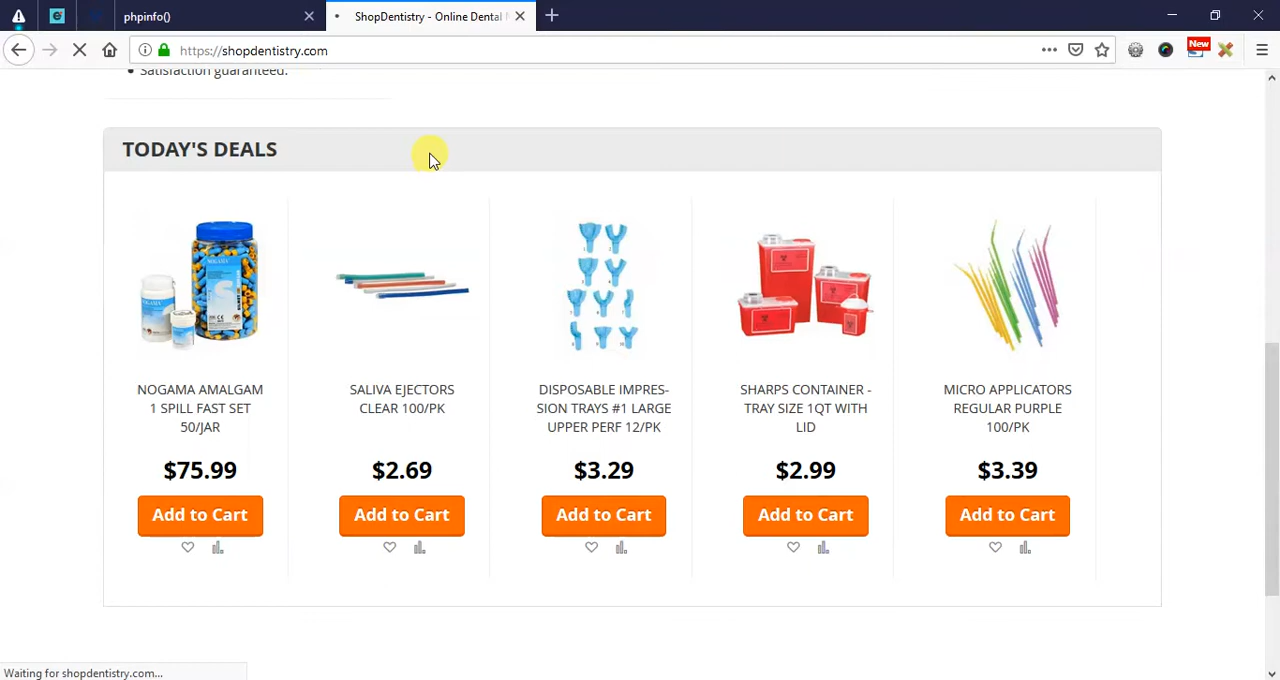 phpinfo()
ShopDentistry - Online Dental
https://shopdentistry.com
New
Satisfaction guaranteed.
TODAY'S DEALS
NOGAMA AMALGAM
1 SPILL FAST SET
50/JAR
$75.99
Add to Cart
SALIVA EJECTORS
CLEAR 100/PK
$2.69
Add to Cart
DISPOSABLE IMPRES-
SION TRAYS #1 LARGE
UPPER PERF 12/PK
$3.29
Add to Cart
SHARPS CONTAINER -
TRAY SIZE 1QT WITH
LID
$2.99
Add to Cart
MICRO APPLICATORS
REGULAR PURPLE
100/PK
$3.39
Add to Cart
Waiting for shopdentistry.com...